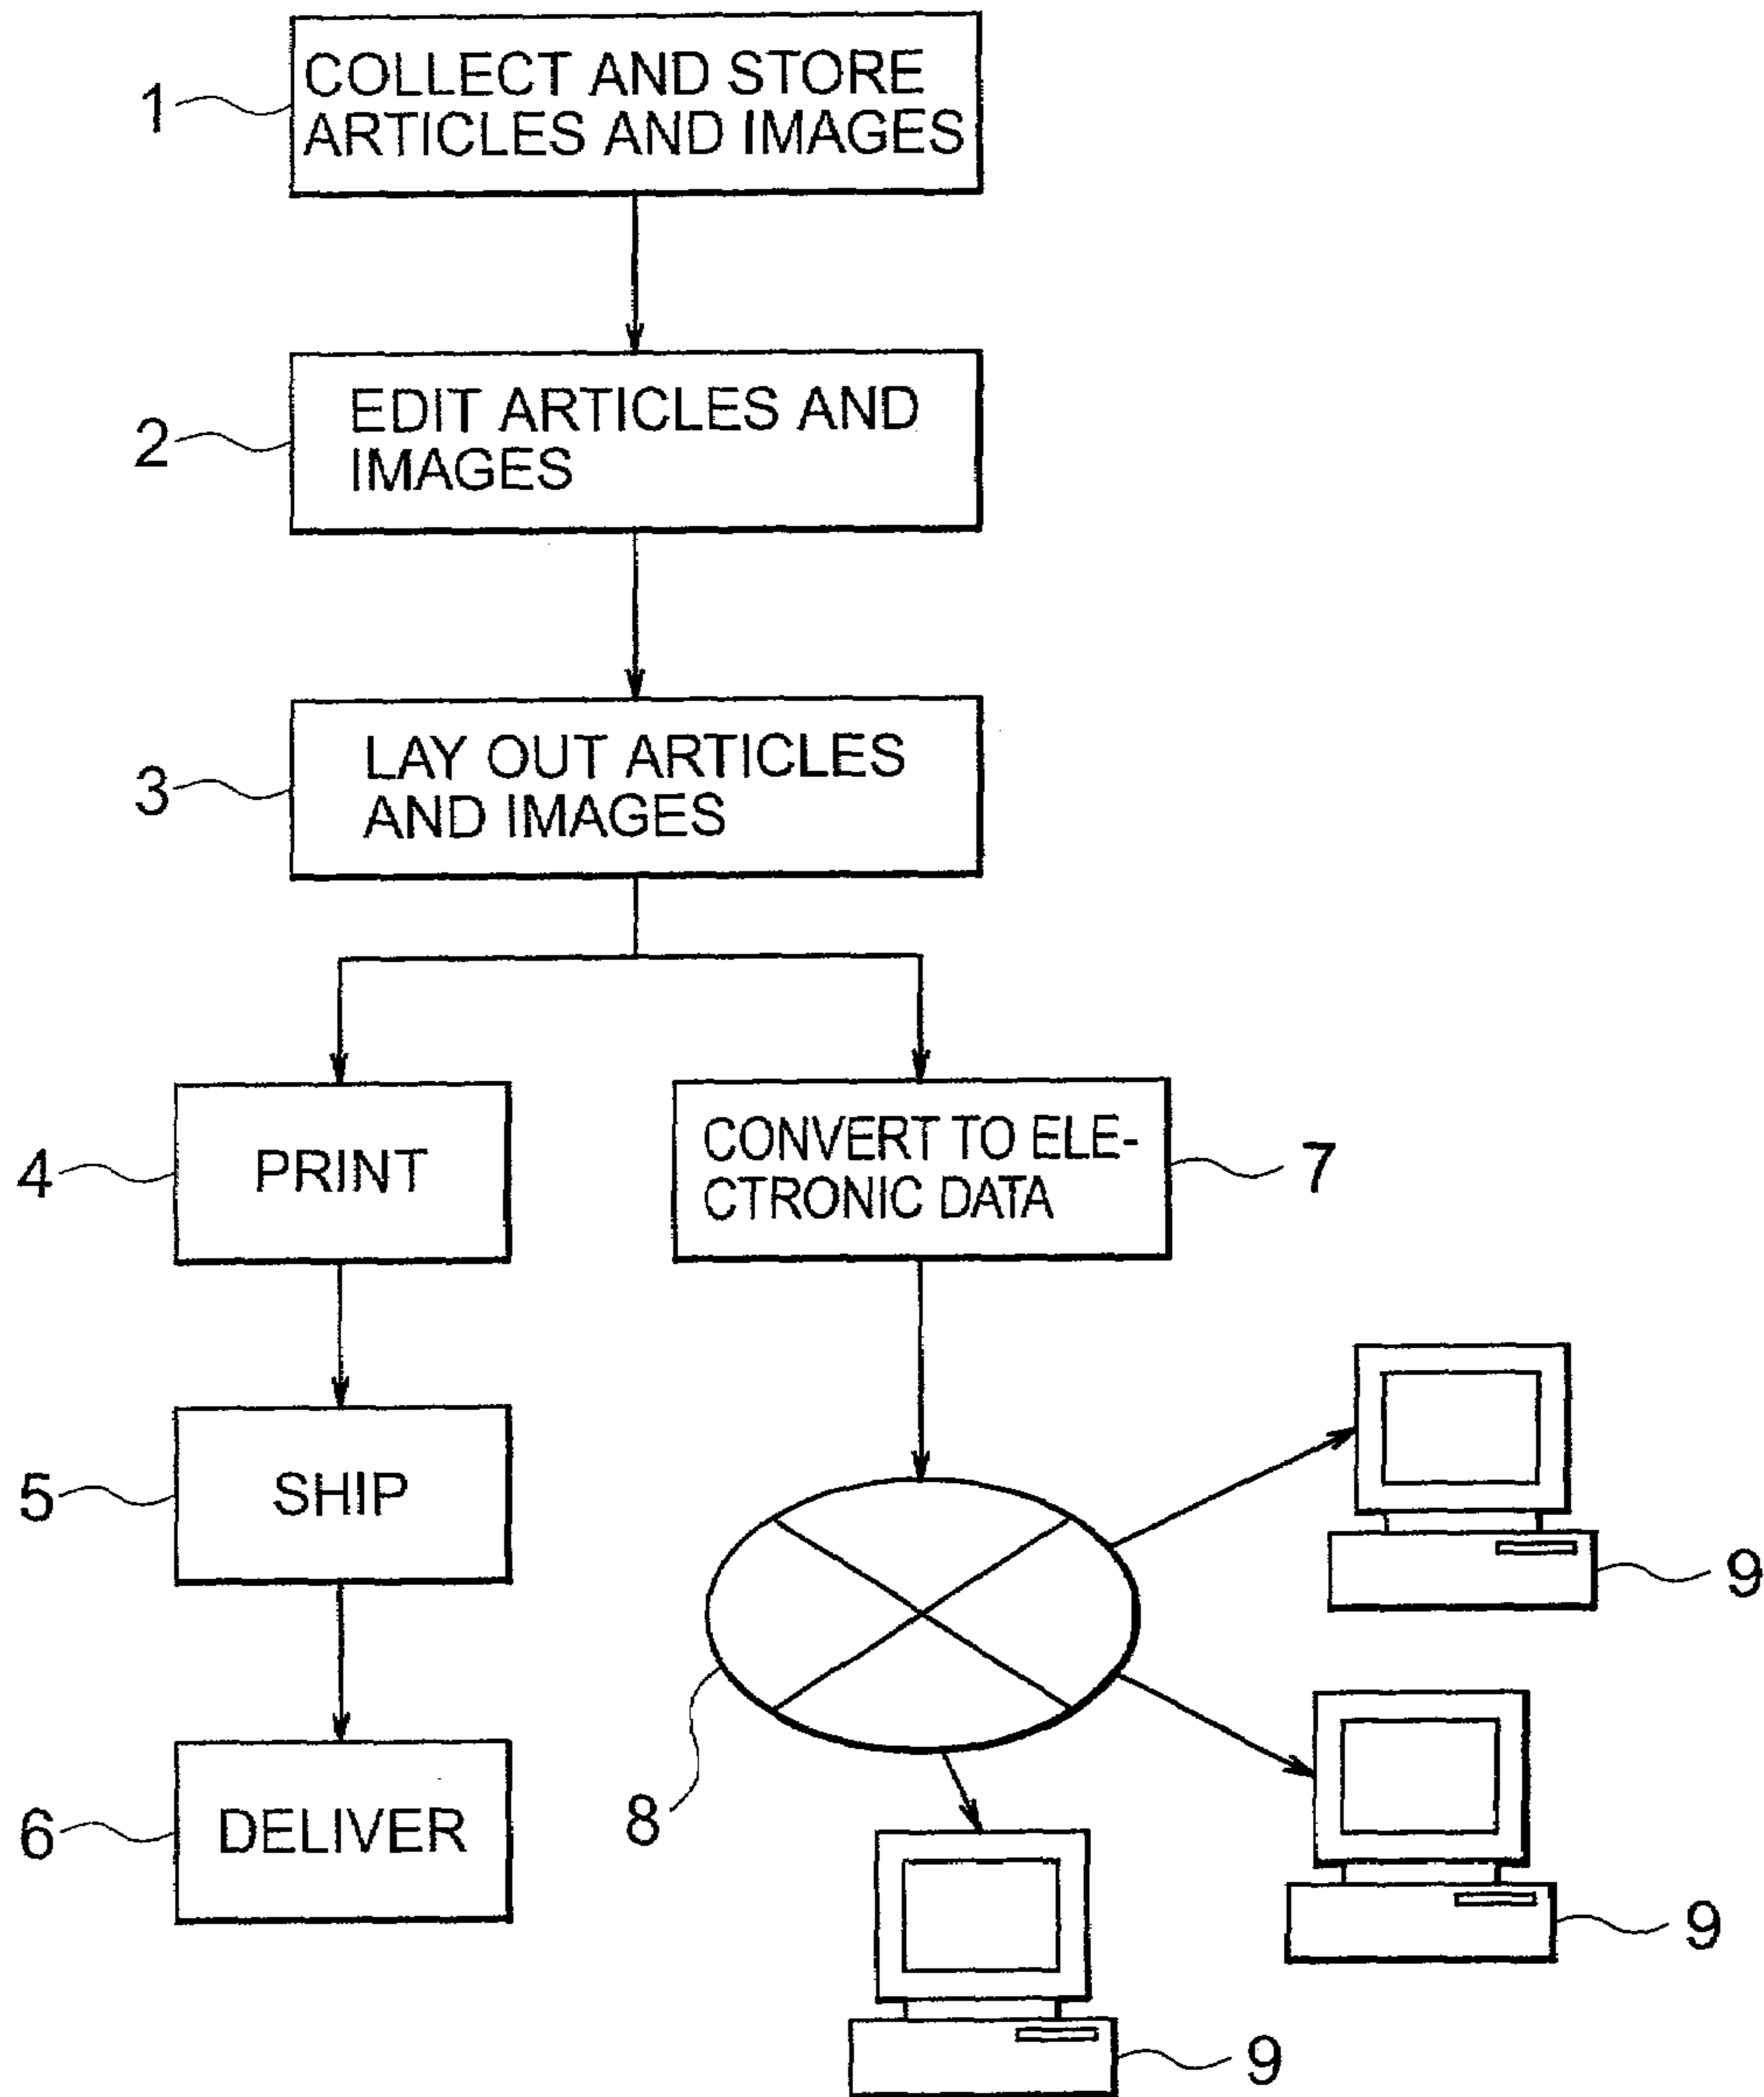 COLLECT AND STORE
1
ARTICLES AND IMAGES
EDIT ARTICLES AND
2
IMAGES
LAY OUT ARTICLES
3
AND IMAGES
4
PRINT
CONVERT TO ELE-
CTRONIC DATA
7
5
SHIP
9
6
DELIVER
8
9
9